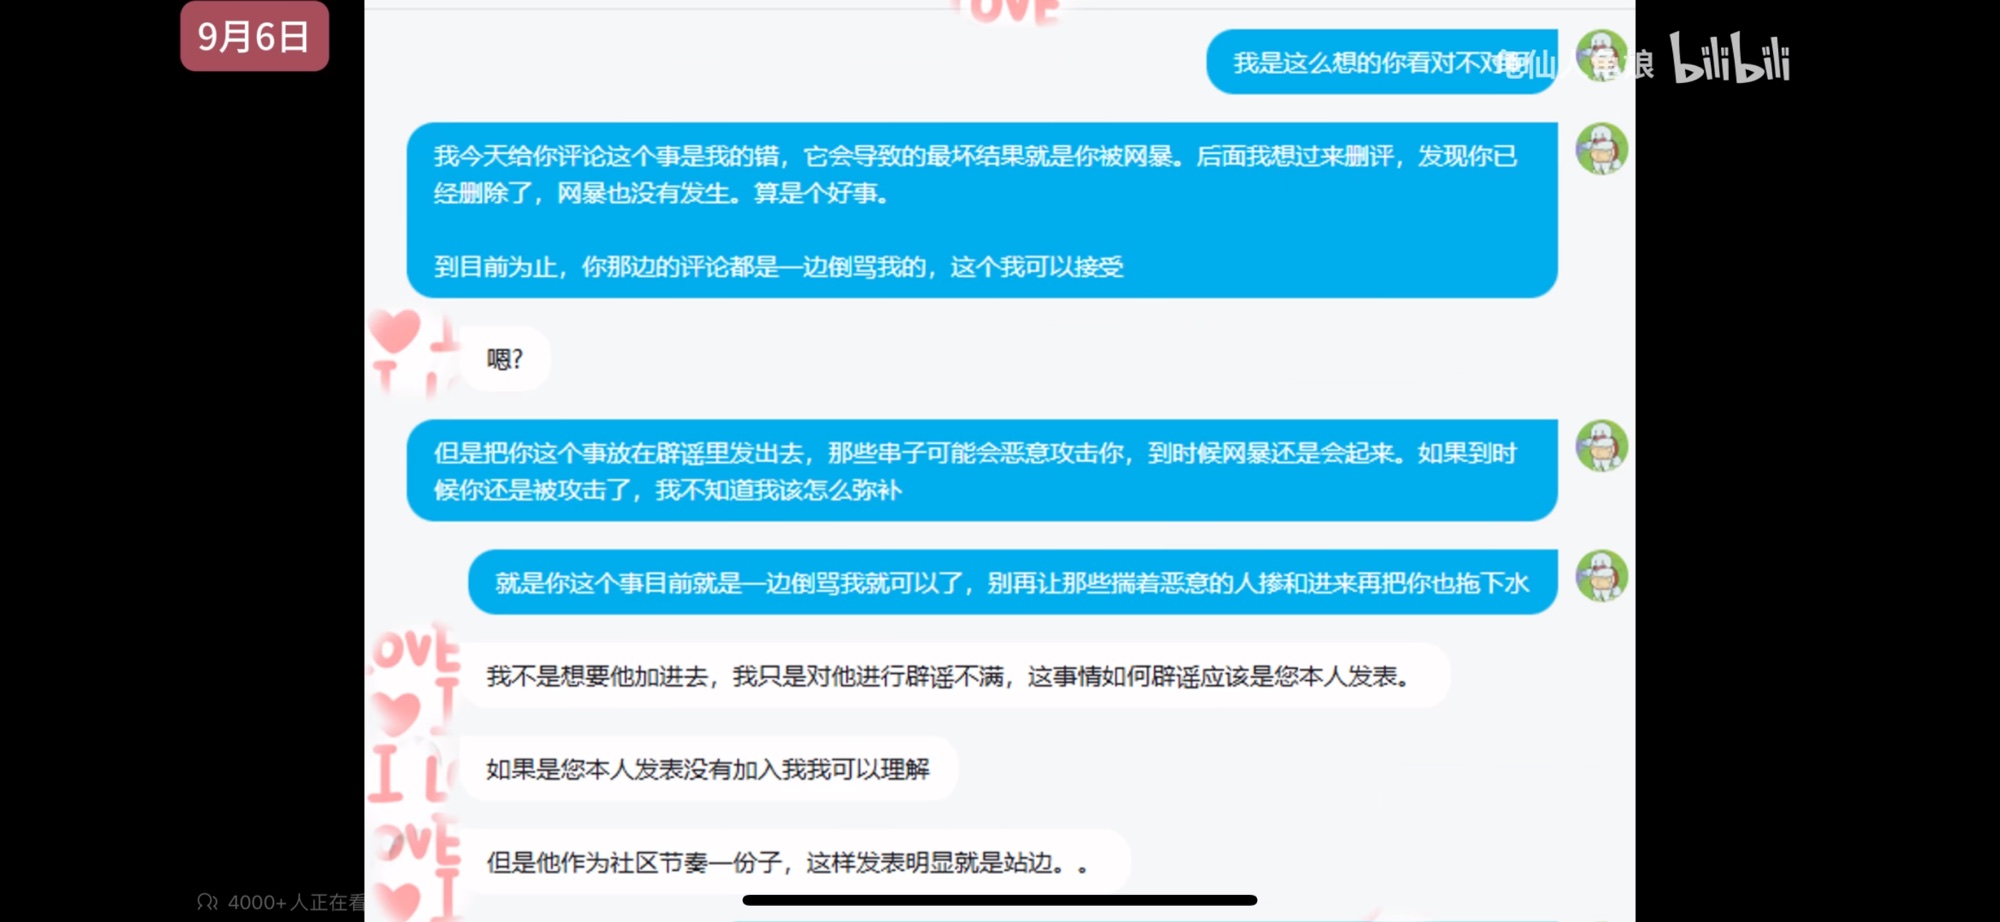 9月6日
我是这么想的你看对不对
bilibili
我今天给你评论这个事是我的错，它会导致的最坏结果就是你被网暴。后面我想过来删评，发现你已
经删除了，网暴也没有发生。算是个好事。
到目前为止，你那边的评论都是一边倒骂我的，这个我可以接受
嗯？
但是把你这个事放在辟谣里发出去，那些串子可能会恶意攻击你，到时候网暴还是会起来。如果到时
候你还是被攻击了，我不知道我该怎么弥补
就是你这个事目前就是一边倒骂我就可以了，别再让那些揣着恶意的人掺和进来再把你也拖下水
我不是想要他加进去，我只是对他进行辟谣不满，这事情如何辟谣应该是您本人发表。
如果是您本人发表没有加入我我可以理解
但是他作为社区节奏一份子，这样发表明显就是站边。。
4000+人正在看